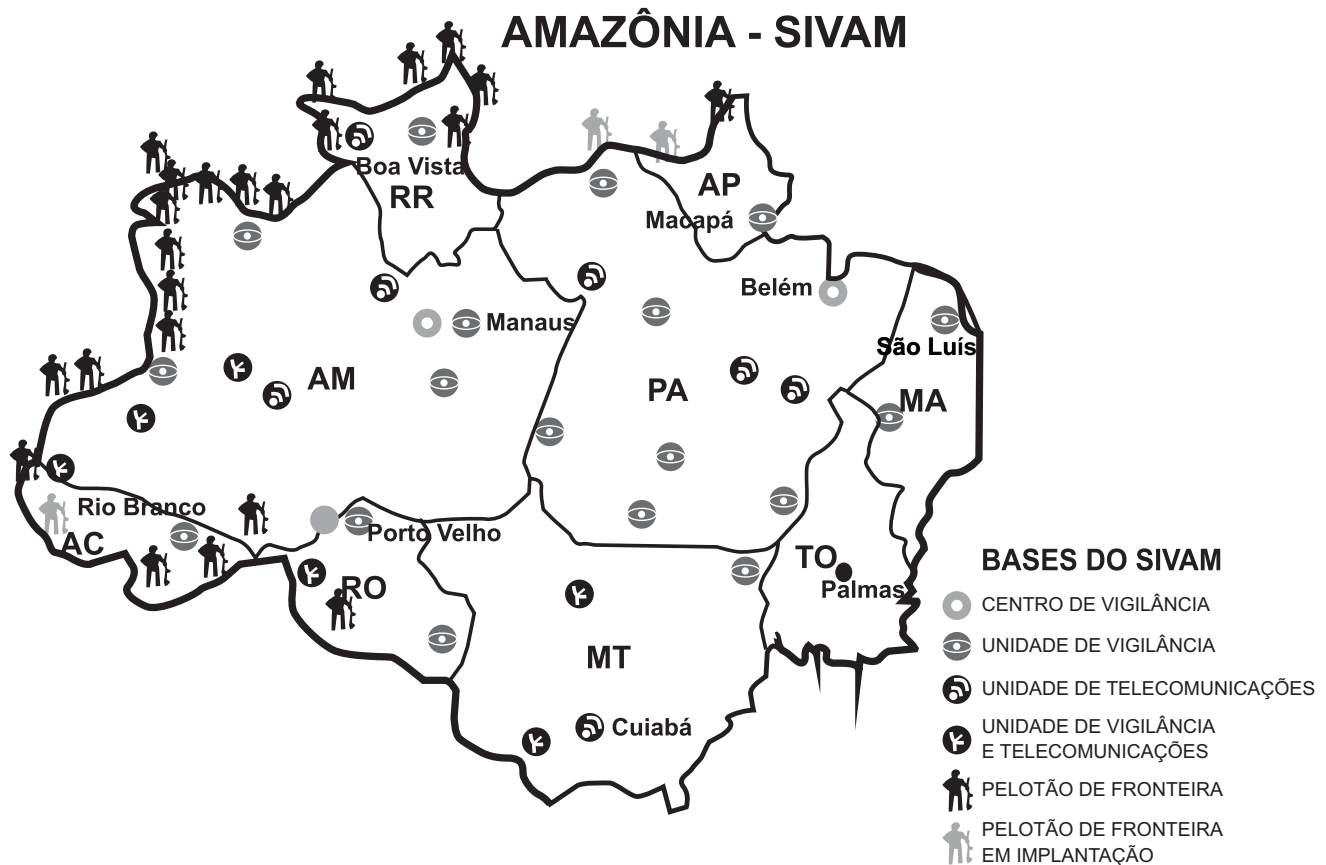 AMAZÔNIA - SIVAM
Boa Vista
RR
AP
Macapá
Belém
Manaus
São Luís
AM
PA
MA
Rio Branco
AC
Porto Velho
RO
TO
Palmas
MT
Cuiabá
BASES DO SIVAM
CENTRO DE VIGILÂNCIA
UNIDADE DE VIGILÂNCIA
UNIDADE DE TELECOMUNICAÇÕES
UNIDADE DE VIGILÂNCIA
E TELECOMUNICAÇÕES
PELOTÃO DE FRONTEIRA
PELOTÃO DE FRONTEIRA
EM IMPLANTAÇÃO